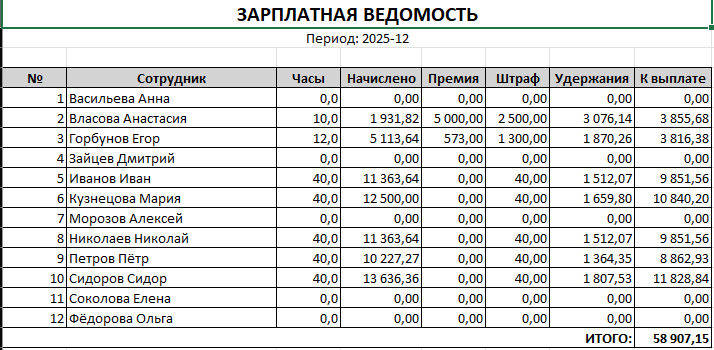 ЗАРПЛАТНАЯ ВЕДОМОСТЬ
Период: 2025-12
№ Сотрудник Часы Начислено Премия Штраф Удержания К выплате
1 Васильева Анна 0,0 0,00 0,00 0,00 0,00 0,00
2 Власова Анастасия 10,0 1 931,82 5 000,00 2 500,00 3 076,14 3 855,68
3 Горбунов Егор 12,0 5 113,64 573,00 1 300,00 1 870,26 3 816,38
4 Зайцев Дмитрий 0,0 0,00 0,00 0,00 0,00 0,00
5 Иванов Иван 40,0 11 363,64 0,00 40,00 1 512,07 9 851,56
6 Кузнецова Мария 40,0 12 500,00 0,00 40,00 1 659,80 10 840,20
7 Морозов Алексей 0,0 0,00 0,00 0,00 0,00 0,00
8 Николаев Николай 40,0 11 363,64 0,00 40,00 1 512,07 9 851,56
9 Петров Пётр 40,0 10 227,27 0,00 40,00 1 364,35 8 862,93
10 Сидоров Сидор 40,0 13 636,36 0,00 40,00 1 807,53 11 828,84
11 Соколова Елена 0,0 0,00 0,00 0,00 0,00 0,00
12 Фёдорова Ольга 0,0 0,00 0,00 0,00 0,00 0,00
ИТОГО: 58 907,15